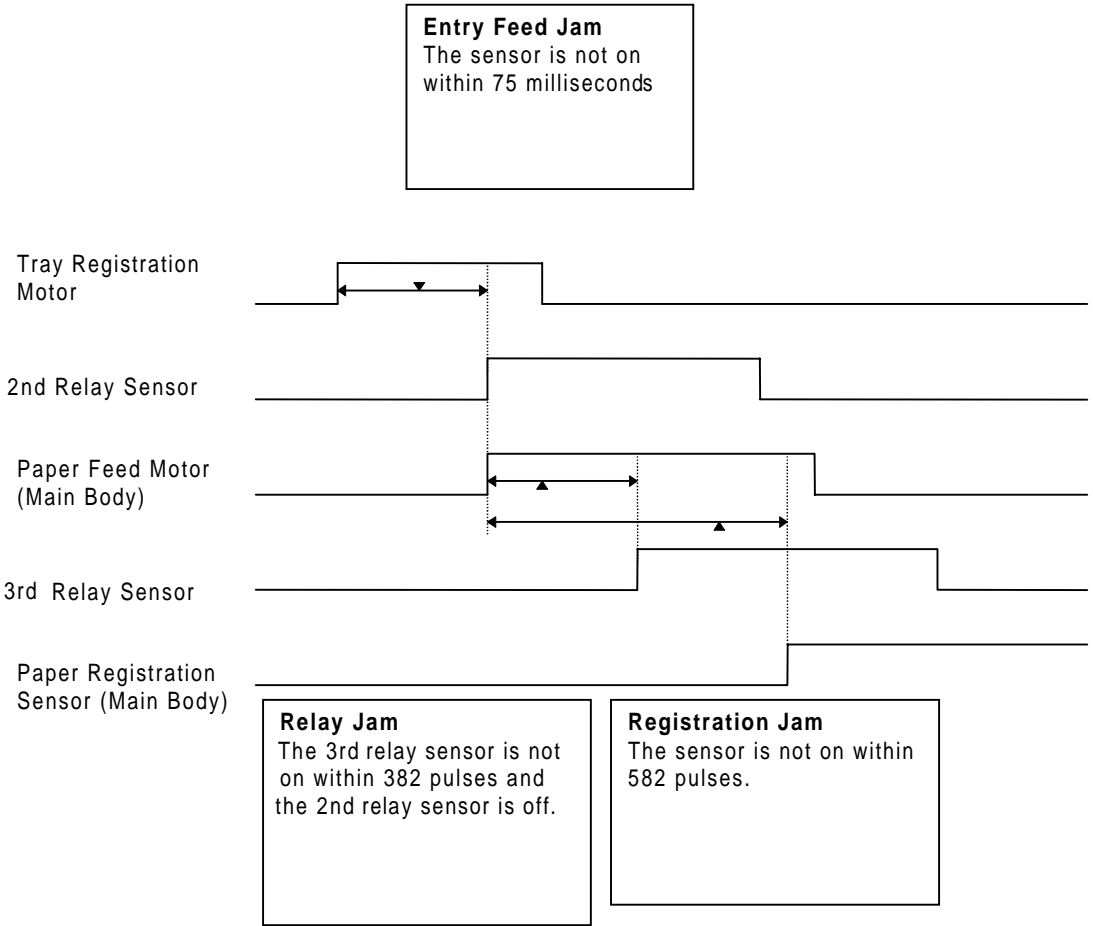 Entry Feed Jam
The sensor is not on
within 75 milliseconds
Tray Registration
Motor
2nd Relay Sensor
Paper Feed Motor
(Main Body)
3rd Relay Sensor
Paper Registration
Sensor (Main Body)
Relay Jam
The 3rd relay sensor is not
on within 382 pulses and
the 2nd relay sensor is off.
Registration Jam
The sensor is not on within
582 pulses.